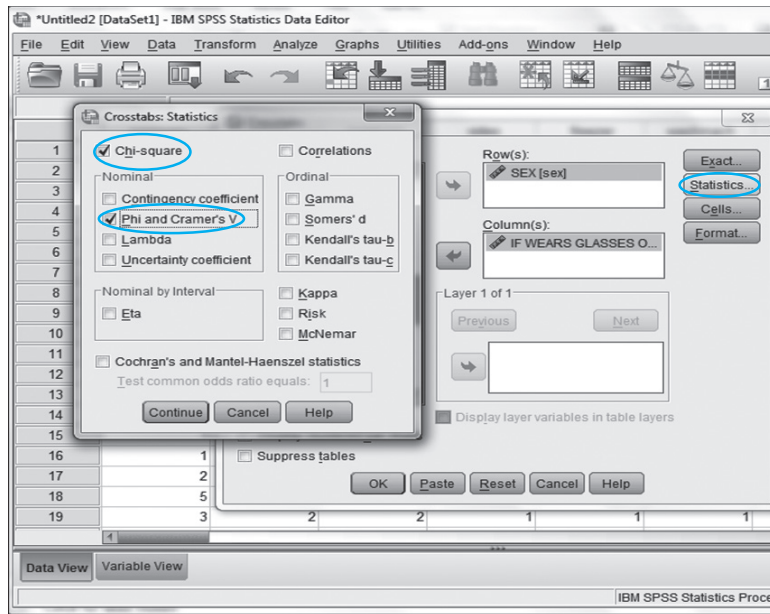 *Untitled2 [DataSet1] - IBM SPSS Statistics Data Editor
File Edit View Data Transform Analyze Graphs Utilities Add-ons Window Help
Crosstabs: Statistics
Chi-square
Correlations
Nominal
Contingency coefficient
Phi and Cramer's V
Lambda
Uncertainty coefficient
Ordinal
Gamma
Somers' d
Kendall's tau-b
Kendall's tau-c
Nominal by Interval
Eta
Kappa
Risk
McNemar
Cochran's and Mantel-Haenszel statistics
Test common odds ratio equals: 1
Continue Cancel Help
Row(s):
SEX [sex]
Column(s):
IF WEARS GLASSES O...
Exact...
Statistics...
Cells...
Format...
Layer 1 of 1
Previous Next
Display layer variables in table layers
Suppress tables
OK Paste Reset Cancel Help
1
2
3
4
5
6
7
8
9
10
11
12
13
14
15
16 1
17 2
18 5
19 3 2 2 1 1 1
Data View Variable View
IBM SPSS Statistics Proce